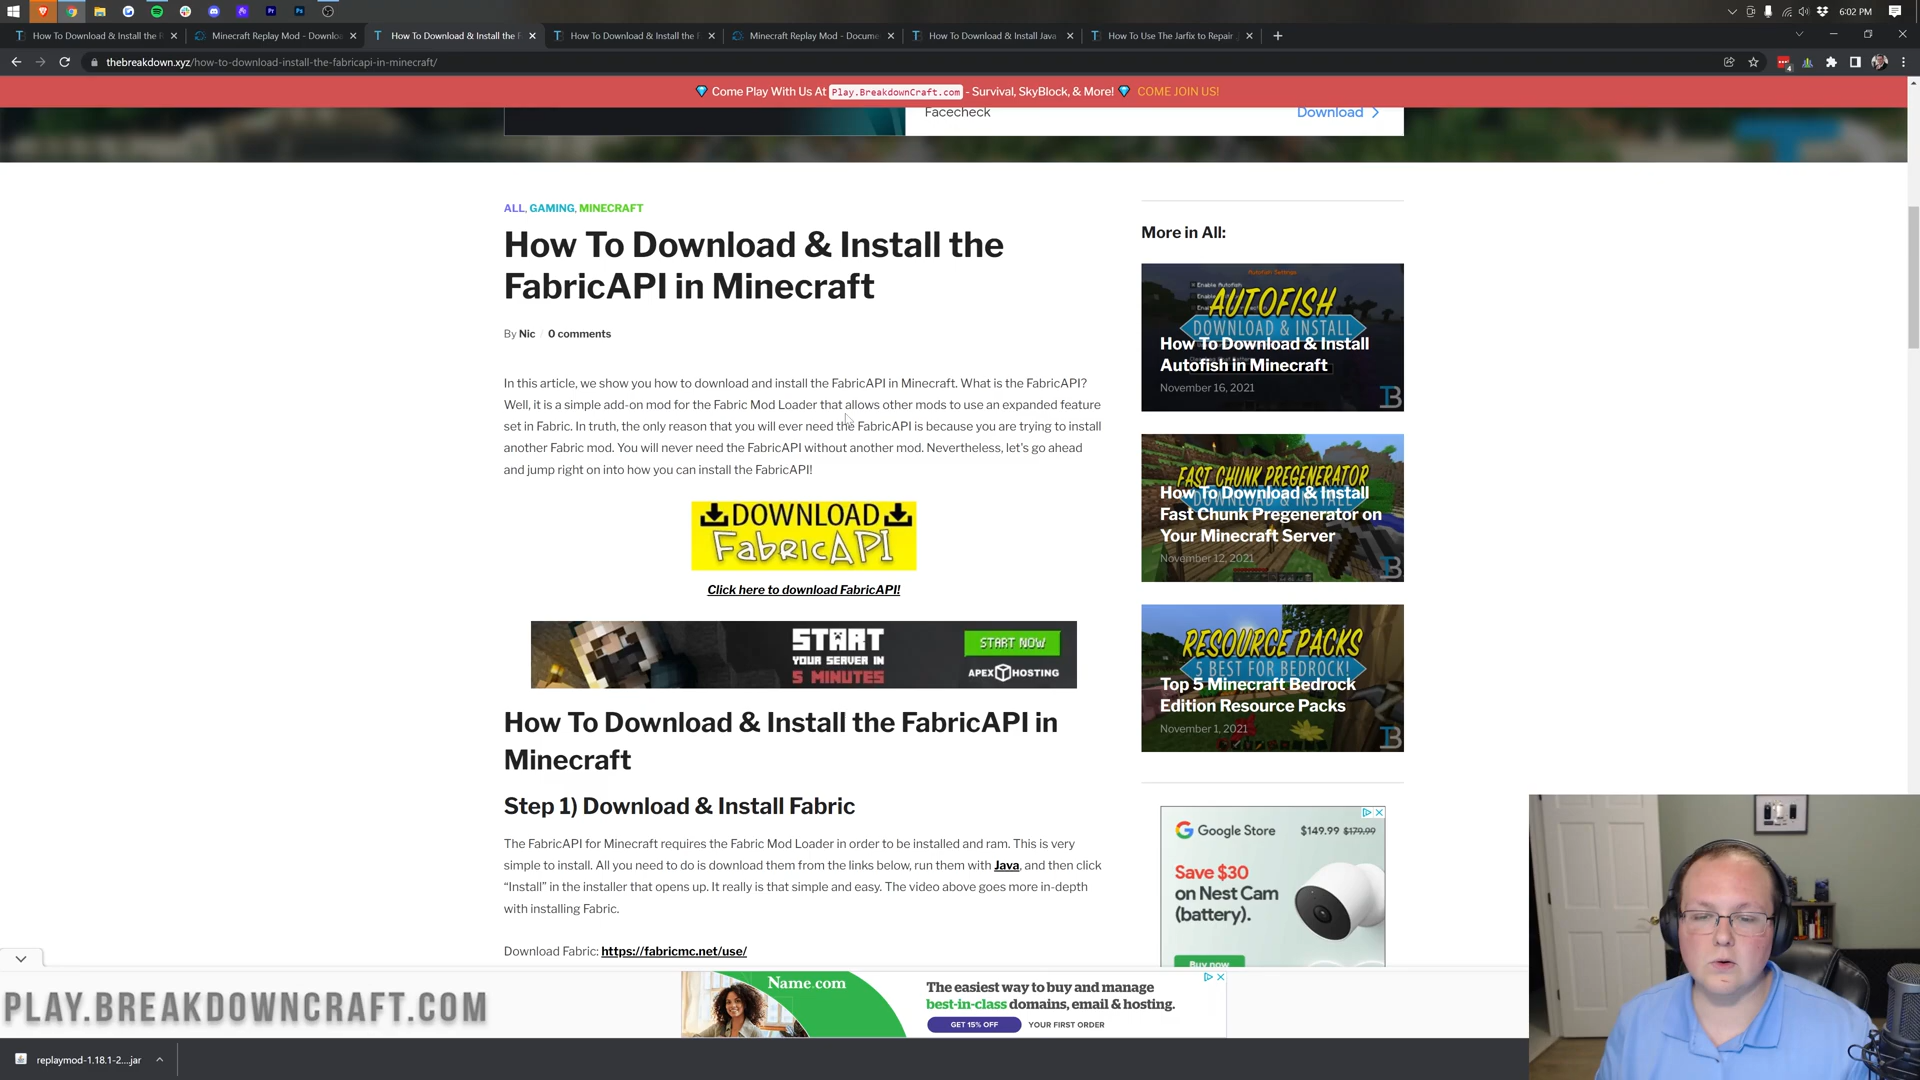 6:02 PM
How To Download & Install the F
Minecraft Replay Mod - Downloa
How To Download & Install the F
How To Download & Install the F
Minecraft Replay Mod - Docume
How To Download & Install Java
How To Use The Jarfix to Repair
thebreakdown.xyz/how-to-download-install-the-fabricapi-in-minecraft/
Come Play With Us At Play.BreakdownCraft.com - Survival, SkyBlock, & More! COME JOIN US!
Facecheck
Download
ALL, GAMING, MINECRAFT
How To Download & Install the
FabricAPI in Minecraft
By Nic / 0 comments
In this article, we show you how to download and install the FabricAPI in Minecraft. What is the FabricAPI?
Well, it is a simple add-on mod for the Fabric Mod Loader that allows other mods to use an expanded feature
set in Fabric. In truth, the only reason that you will ever need the FabricAPI is because you are trying to install
another Fabric mod. You will never need the FabricAPI without another mod. Nevertheless, let's go ahead
and jump right on into how you can install the FabricAPI!
DOWNLOAD
FabricAPI
Click here to download FabricAPI!
START
YOUR SERVER IN
5 MINUTES
START NOW
APEX HOSTING
How To Download & Install the FabricAPI in
Minecraft
Step 1) Download & Install Fabric
The FabricAPI for Minecraft requires the Fabric Mod Loader in order to be installed and ram. This is very
simple to install. All you need to do is download them from the links below, run them with Java, and then click
“Install” in the installer that opens up. It really is that simple and easy. The video above goes more in-depth
with installing Fabric.
Download Fabric: https://fabricmc.net/use/
More in All:
Autofish Settings
AUTOFISH
DOWNLOAD & INSTALL
How To Download & Install
Autofish in Minecraft
November 16, 2021
FAST CHUNK PREGENERATOR
DOWNLOAD & INSTALL
How To Download & Install
Fast Chunk Pregenerator on
Your Minecraft Server
November 12, 2021
RESOURCE PACKS
5 BEST FOR BEDROCK!
Top 5 Minecraft Bedrock
Edition Resource Packs
November 1, 2021
Google Store
$149.99 $179.99
Save $30
on Nest Cam
(battery).
Buy now
PLAY.BREAKDOWNCRAFT.COM
Name.com
The easiest way to buy and manage
best-in-class domains, email & hosting.
GET 15% OFF YOUR FIRST ORDER
replaymod-1.18.1-2....jar